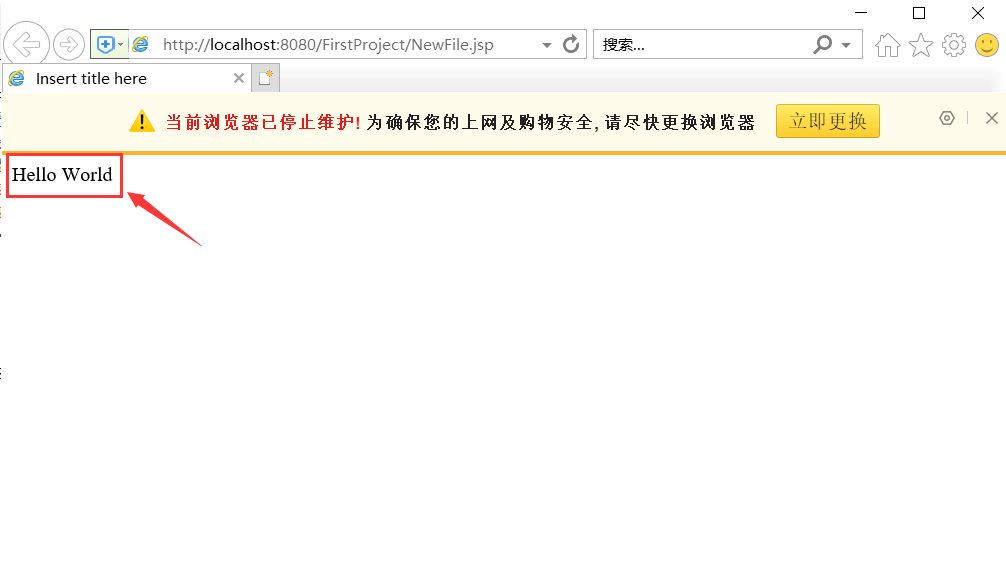 http://localhost:8080/FirstProject/NewFile.jsp
搜索...
Insert title here
当前浏览器已停止维护! 为确保您的上网及购物安全, 请尽快更换浏览器
立即更换
Hello World